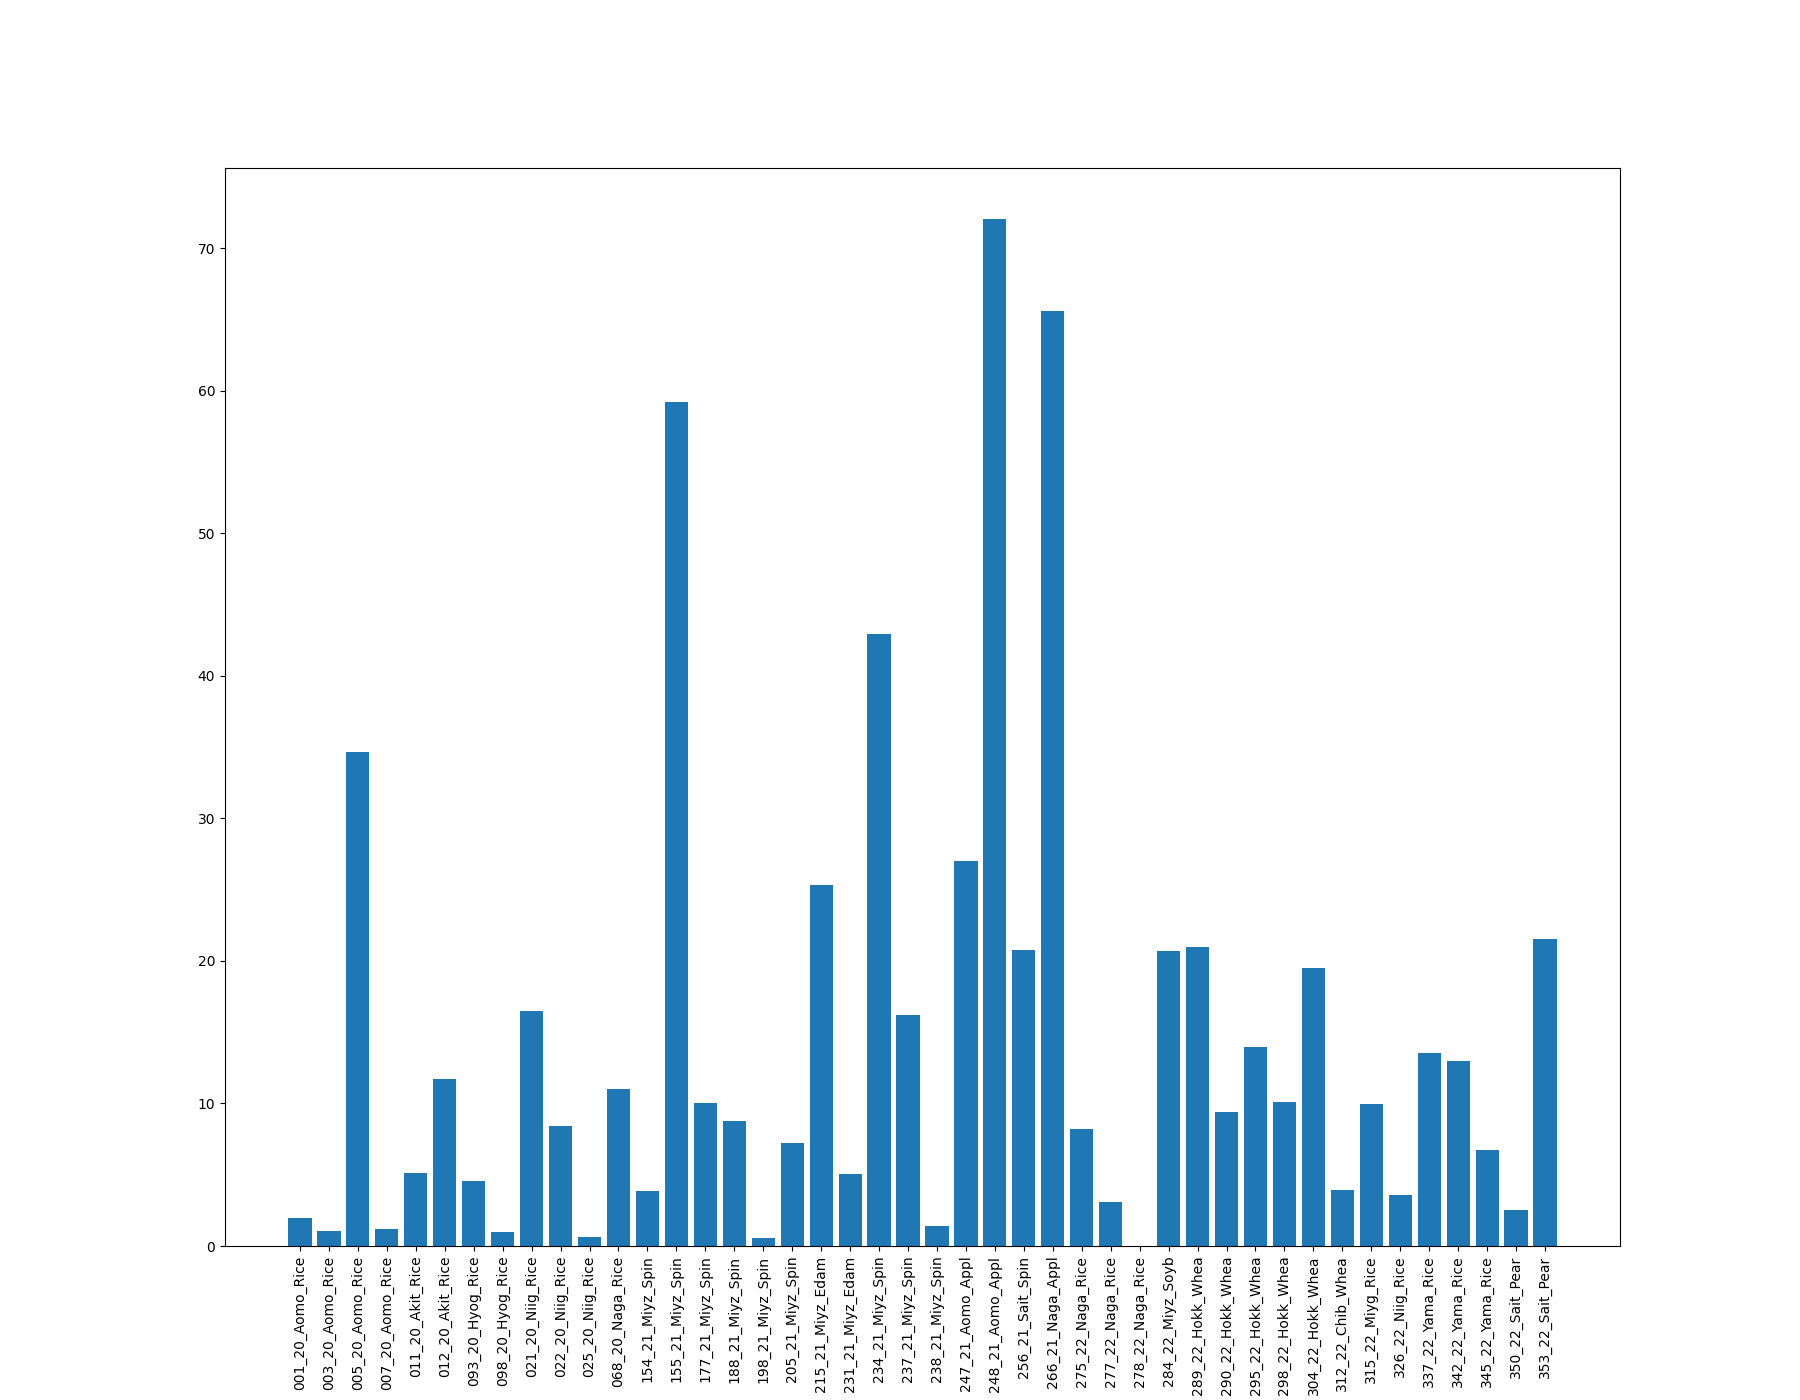 70
60
50
40
30
20
10
0
001_20_Aomo_Rice
003_20_Aomo_Rice
005_20_Aomo_Rice
007_20_Aomo_Rice
011_20_Akit_Rice
012_20_Akit_Rice
093_20_Hyog_Rice
098_20_Hyog_Rice
021_20_Niig_Rice
022_20_Niig_Rice
025_20_Niig_Rice
068_20_Naga_Rice
154_21_Miyz_Spin
155_21_Miyz_Spin
177_21_Miyz_Spin
188_21_Miyz_Spin
198_21_Miyz_Spin
205_21_Miyz_Spin
215_21_Miyz_Edam
231_21_Miyz_Edam
234_21_Miyz_Spin
237_21_Miyz_Spin
238_21_Miyz_Spin
247_21_Aomo_Appl
248_21_Aomo_Appl
256_21_Sait_Spin
266_21_Naga_Appl
275_22_Naga_Rice
277_22_Naga_Rice
278_22_Naga_Rice
284_22_Miyz_Soyb
289_22_Hokk_Whea
290_22_Hokk_Whea
295_22_Hokk_Whea
298_22_Hokk_Whea
304_22_Hokk_Whea
312_22_Chib_Whea
315_22_Miyg_Rice
326_22_Niig_Rice
337_22_Yama_Rice
342_22_Yama_Rice
345_22_Yama_Rice
350_22_Sait_Pear
353_22_Sait_Pear